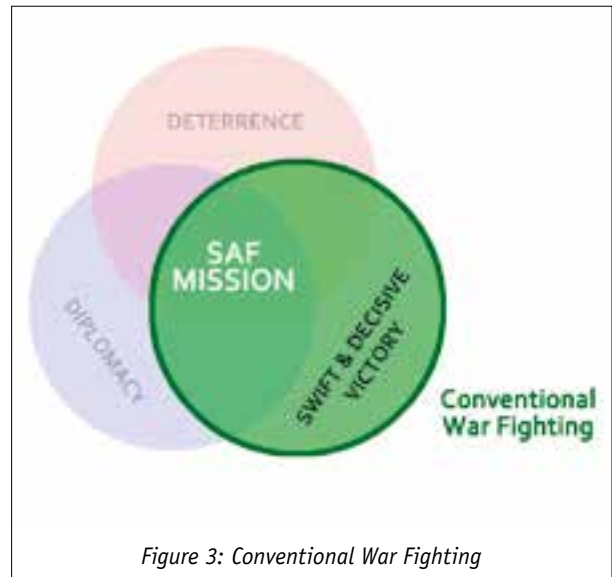 DETERRENCE
SAF
MISSION
DIPLOMACY
SWIFT & DECISIVE
VICTORY
Conventional
War Fighting
Figure 3: Conventional War Fighting